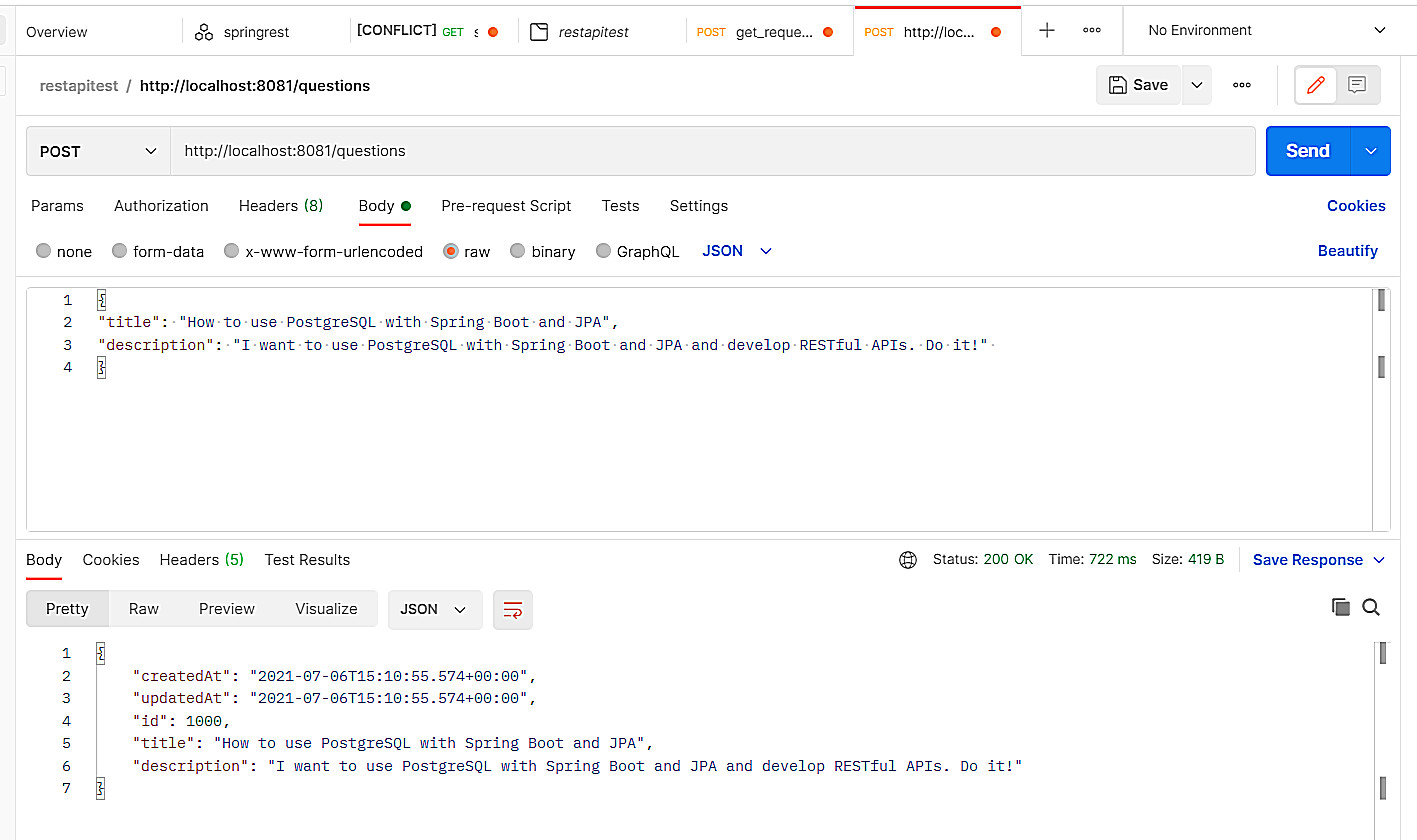 Overview springrest [CONFLICT] GET s restapitest POST get_reque... POST http://loc... No Environment
restapitest / http://localhost:8081/questions Save
POST http://localhost:8081/questions Send
Params Authorization Headers (8) Body Pre-request Script Tests Settings Cookies
none form-data x-www-form-urlencoded raw binary GraphQL JSON Beautify
1 {
2 "title": "How to use PostgreSQL with Spring Boot and JPA",
3 "description": "I want to use PostgreSQL with Spring Boot and JPA and develop RESTful APIs. Do it!"
4 }
Body Cookies Headers (5) Test Results Status: 200 OK Time: 722 ms Size: 419 B Save Response
Pretty Raw Preview Visualize JSON
1 {
2 "createdAt": "2021-07-06T15:10:55.574+00:00",
3 "updatedAt": "2021-07-06T15:10:55.574+00:00",
4 "id": 1000,
5 "title": "How to use PostgreSQL with Spring Boot and JPA",
6 "description": "I want to use PostgreSQL with Spring Boot and JPA and develop RESTful APIs. Do it!"
7 }